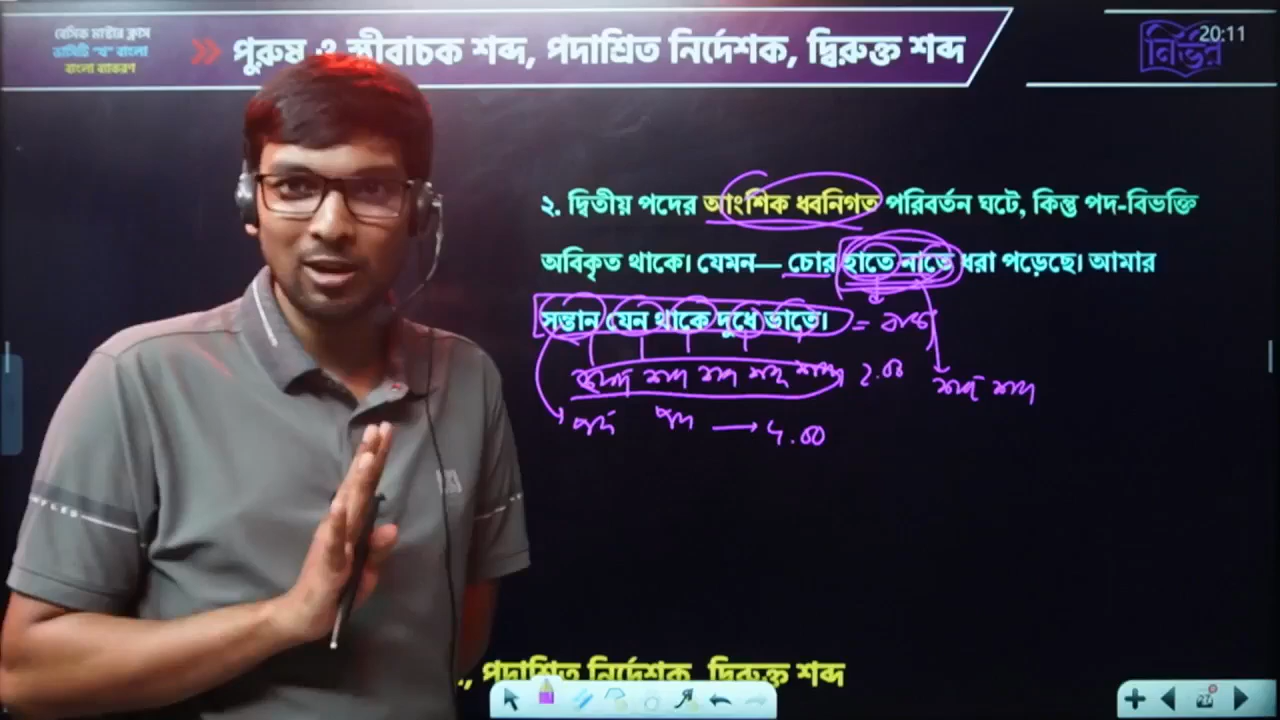 বেসিক মাস্টার ক্লাস
ভার্সিটি "খ" বাংলা
বাংলা ব্যাকরণ
পুরুষ ও স্ত্রীবাচক শব্দ, পদাশ্রিত নির্দেশক, দ্বিরুক্ত শব্দ
20:11
নির্ভর
২. দ্বিতীয় পদের আংশিক ধ্বনিগত পরিবর্তন ঘটে, কিন্তু পদ-বিভক্তি
অবিকৃত থাকে। যেমন— চোর হাতে নাতে ধরা পড়েছে। আমার
সন্তান যেন থাকে দুধে ভাতে।
পদাশ্রিত নির্দেশক, দ্বিরুক্ত শব্দ